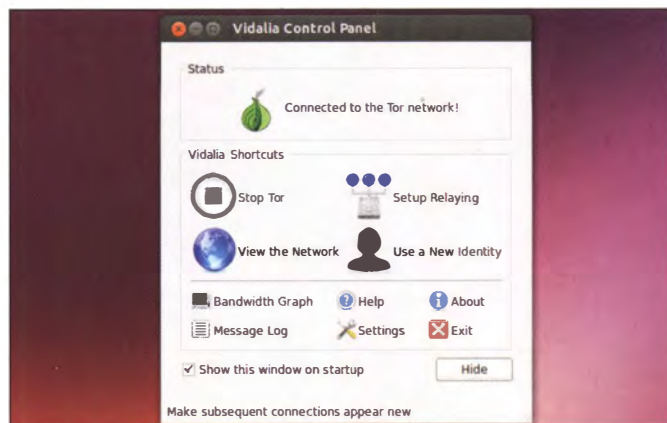 Vidalia Control Panel
Status
Connected to the Tor network!
Vidalia Shortcuts
Stop Tor
Setup Relaying
View the Network
Use a New Identity
Bandwidth Graph
Help
About
Message Log
Settings
Exit
Show this window on startup
Hide
Make subsequent connections appear new